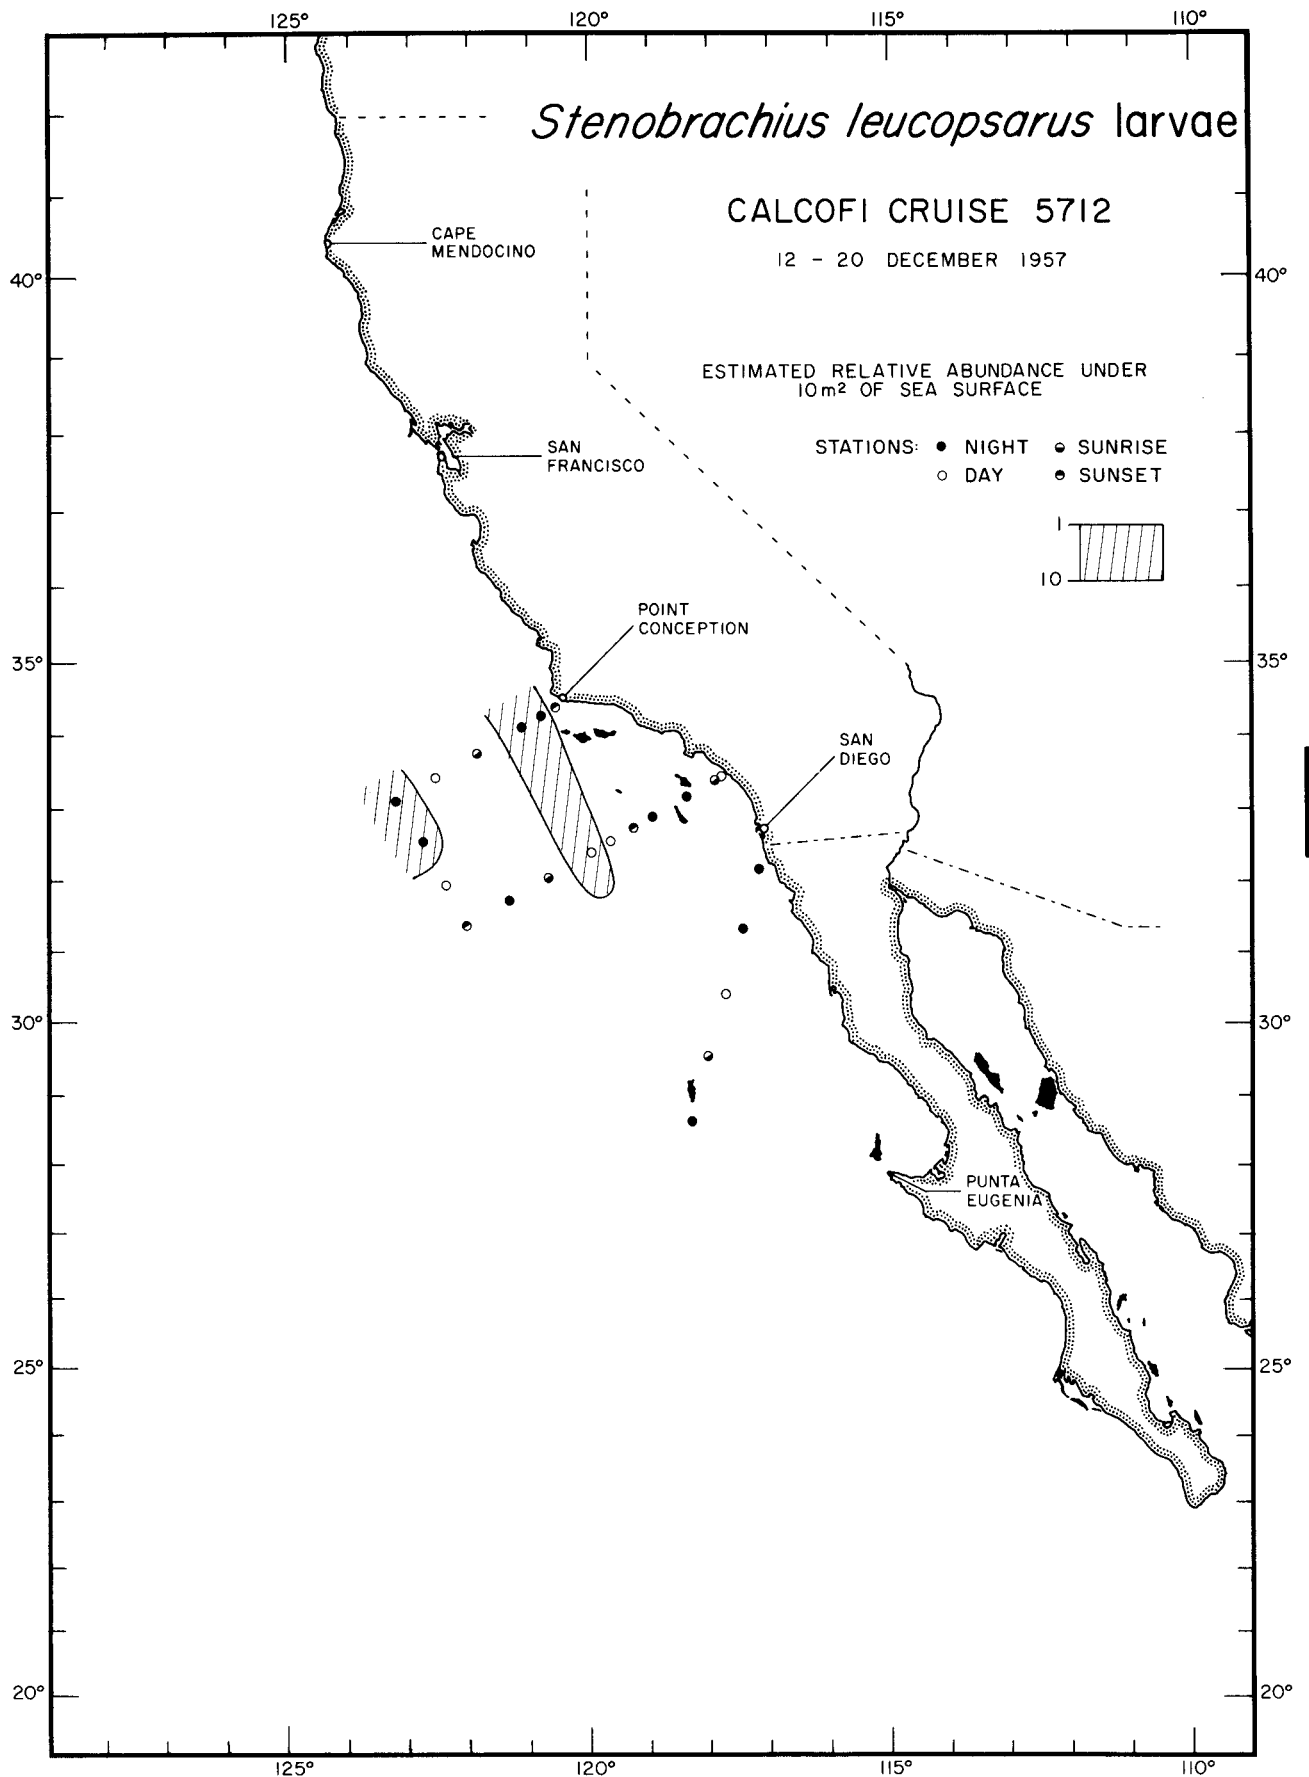 125° 120° 115° 110°
Stenobrachius leucopsarus larvae
CALCOFI CRUISE 5712
12 - 20 DECEMBER 1957
CAPE
MENDOCINO
40° 40°
ESTIMATED RELATIVE ABUNDANCE UNDER
10m² OF SEA SURFACE
STATIONS: ● NIGHT ◒ SUNRISE
○ DAY ◓ SUNSET
SAN
FRANCISCO
1
10
POINT
CONCEPTION
35° 35°
SAN
DIEGO
30° 30°
PUNTA
EUGENIA
25° 25°
20° 20°
125° 120° 115° 110°